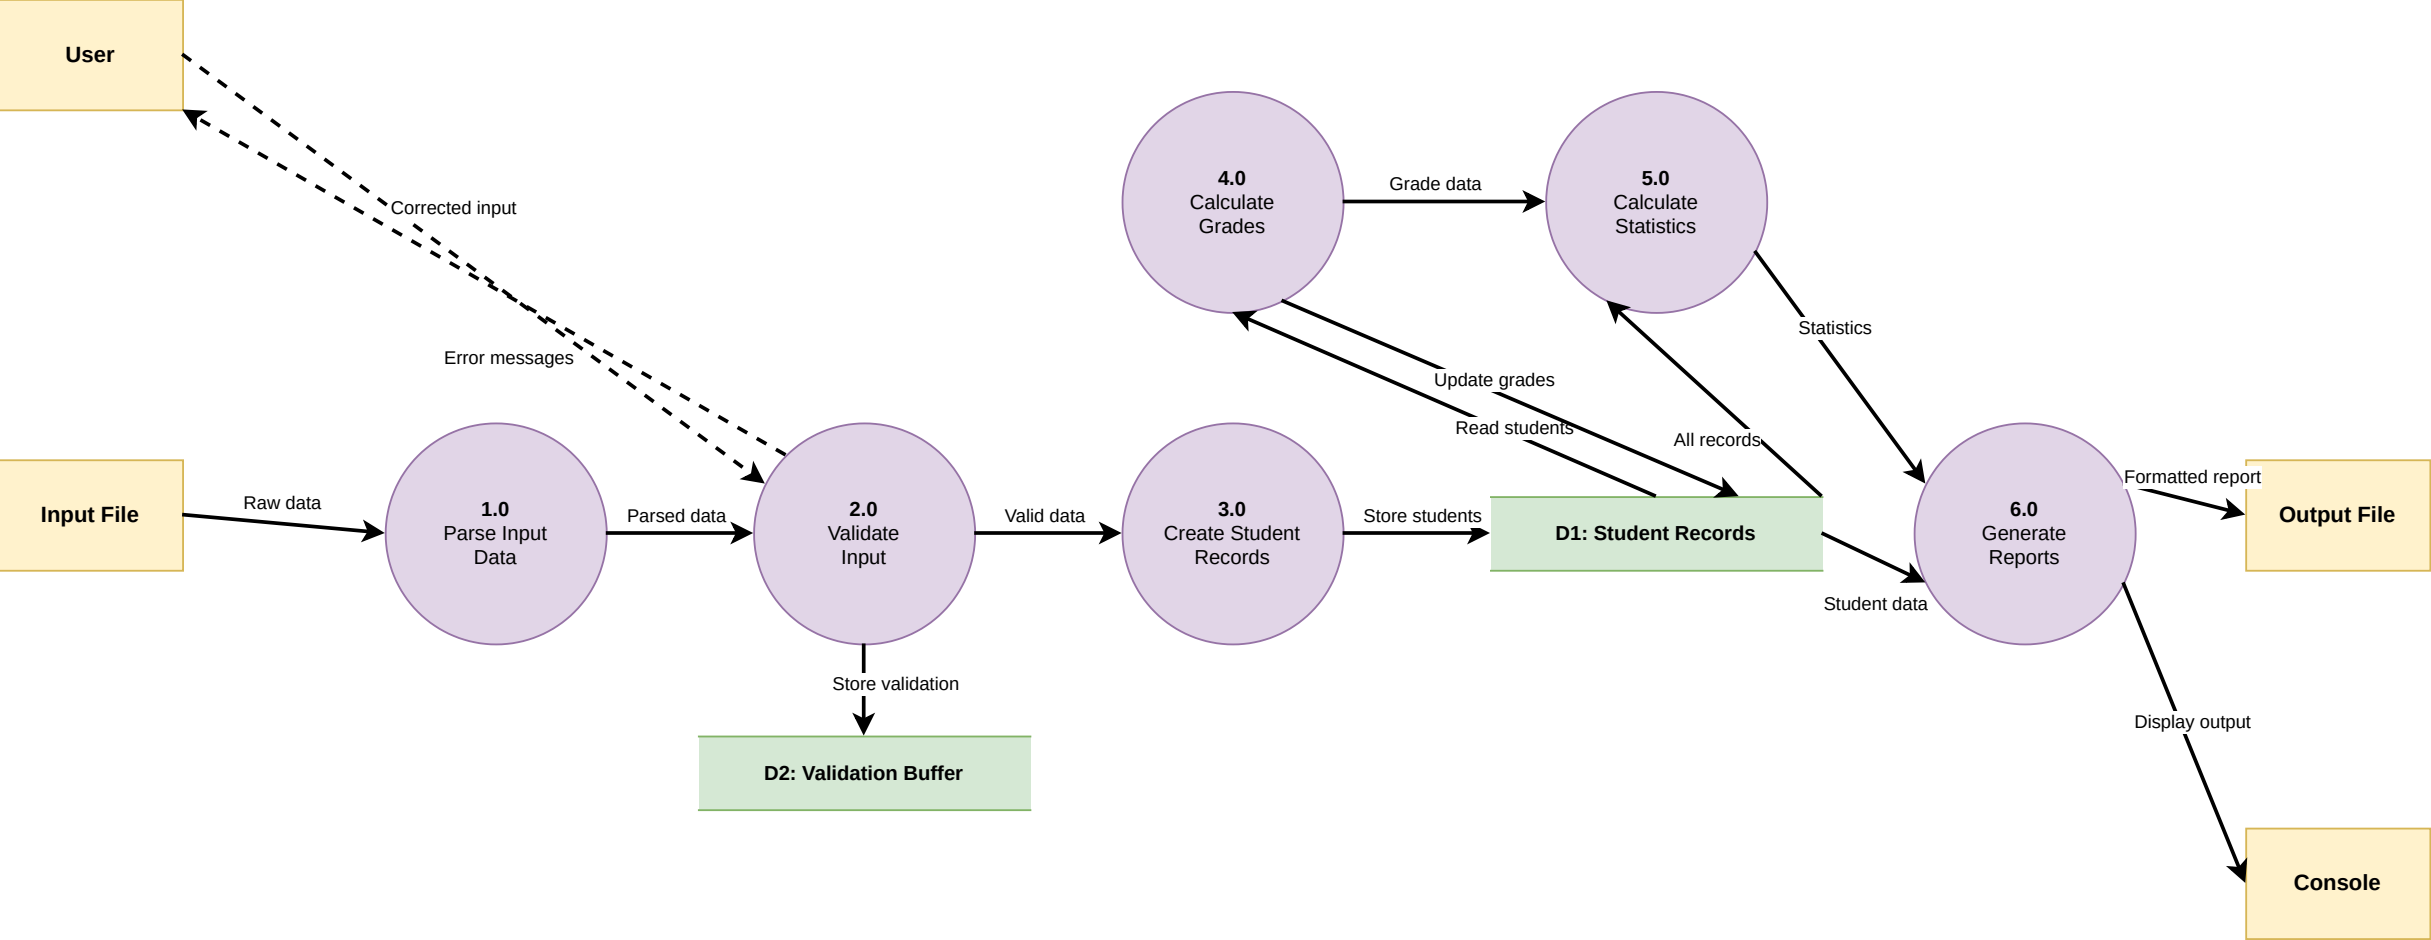 User
Corrected input
Error messages
Input File
Raw data
1.0
Parse Input
Data
Parsed data
2.0
Validate
Input
Valid data
3.0
Create Student
Records
Store students
D1: Student Records
4.0
Calculate
Grades
Grade data
5.0
Calculate
Statistics
Statistics
Update grades
Read students
All records
Student data
6.0
Generate
Reports
Formatted report
Output File
Store validation
D2: Validation Buffer
Display output
Console